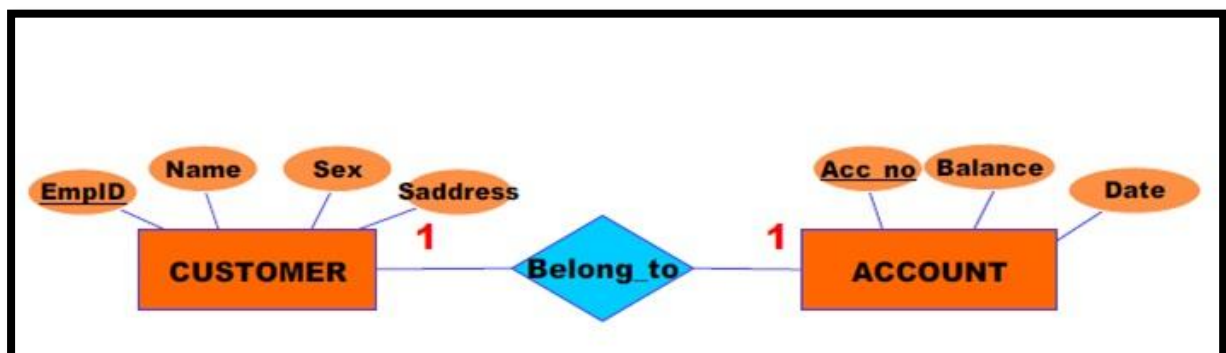 EmpID
Name
Sex
Saddress
Acc_no
Balance
Date
CUSTOMER
1
Belong_to
1
ACCOUNT